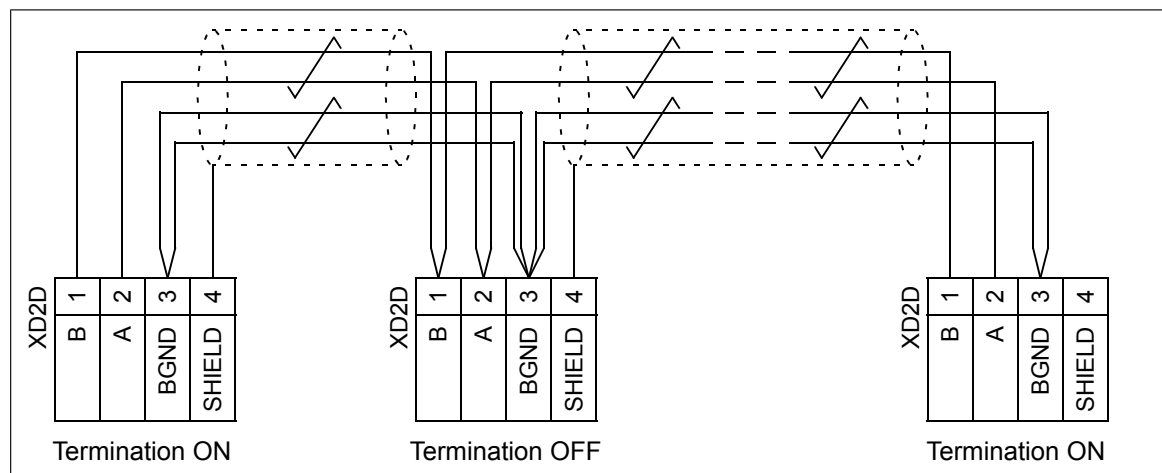 XD2D
1
2
3
4
B
A
BGND
SHIELD
Termination ON
XD2D
1
2
3
4
B
A
BGND
SHIELD
Termination OFF
XD2D
1
2
3
4
B
A
BGND
SHIELD
Termination ON